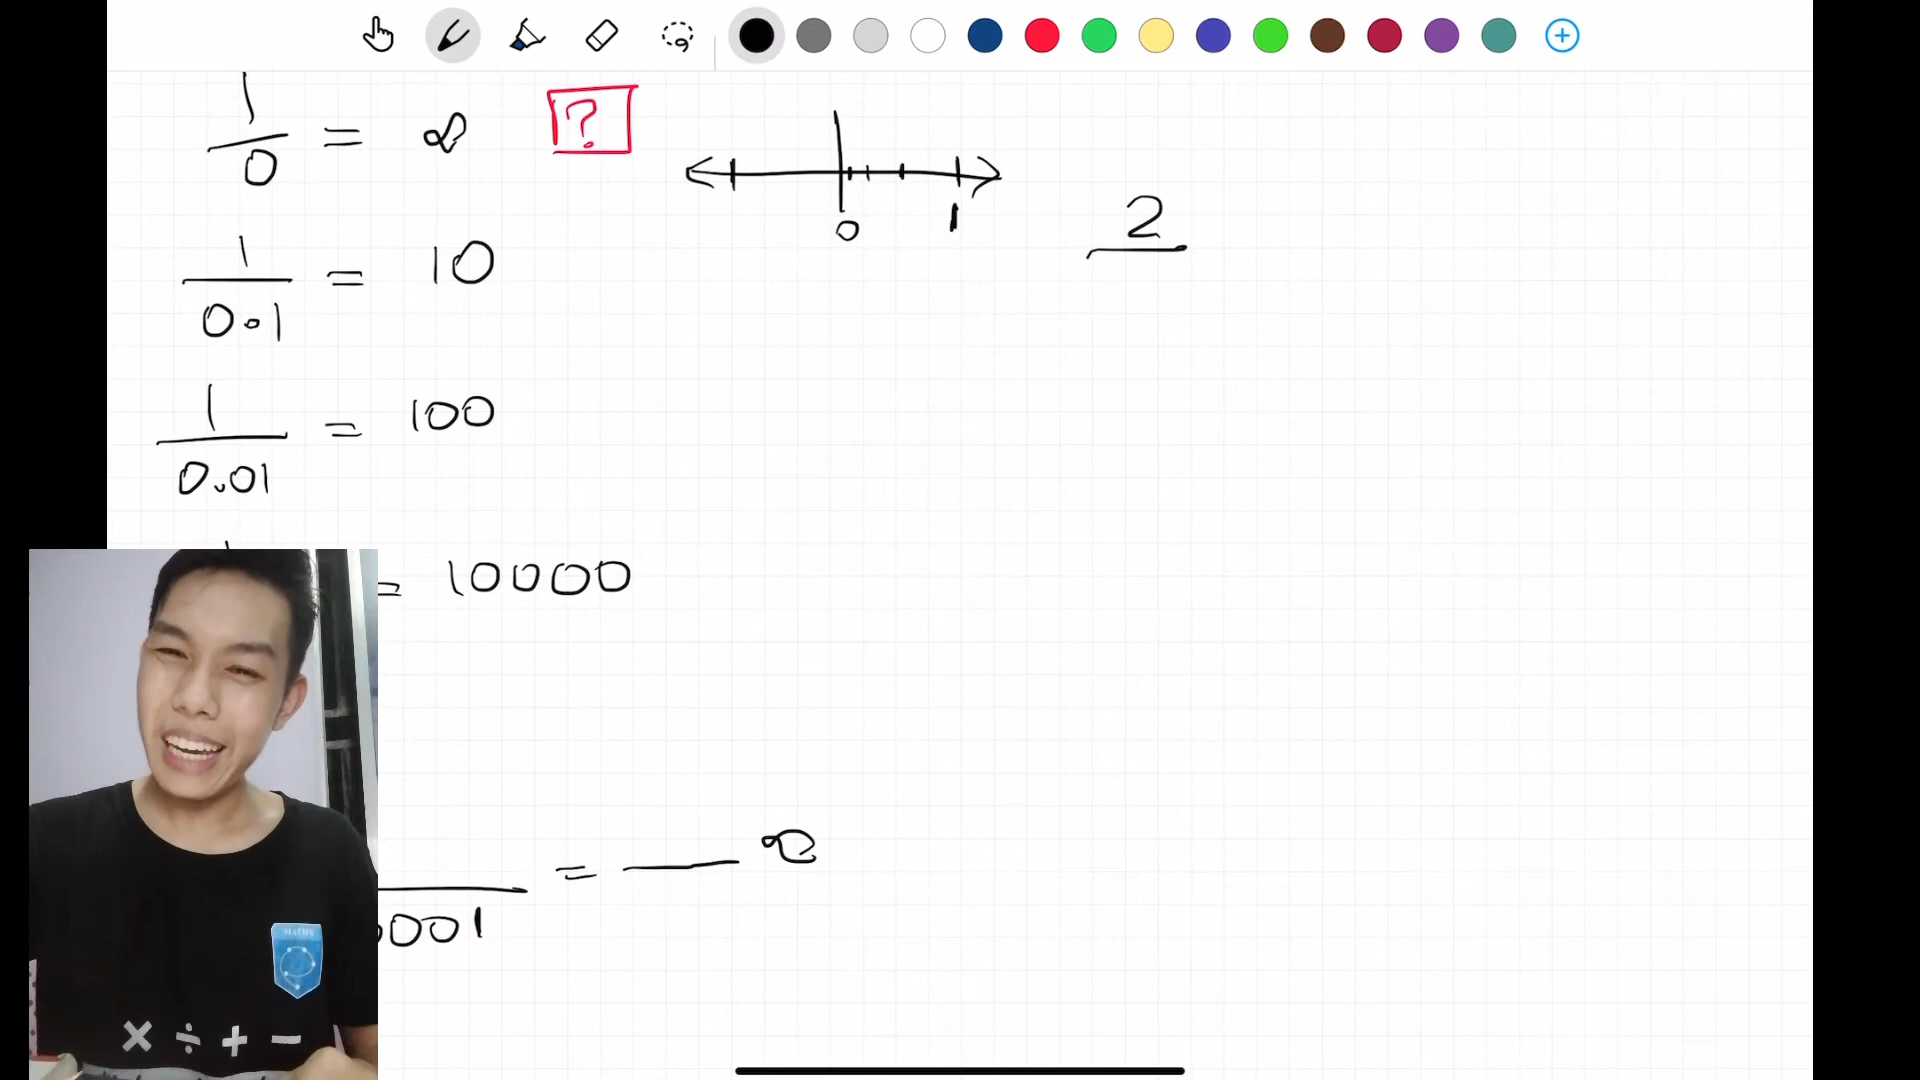 1/0 = ∞ ?
0 1
2
1/0.1 = 10
1/0.01 = 100
= 10000
= ∞
0001
MATHS
× ÷ + −